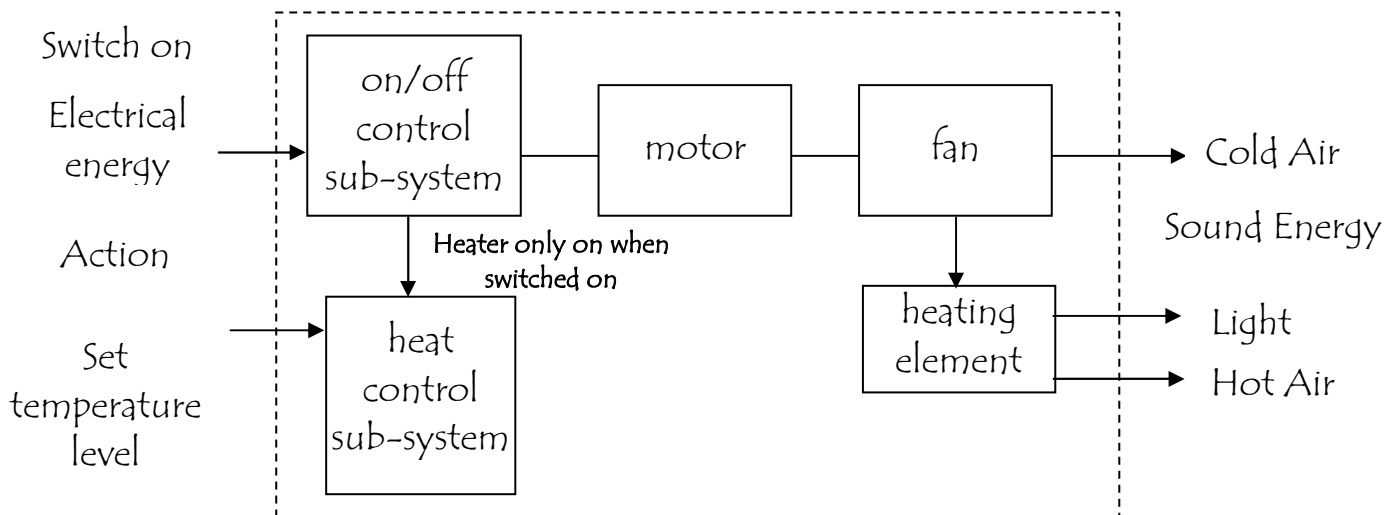 Switch on
Electrical
energy
Action
Set
temperature
level
on/off
control
sub-system
motor
fan
Heater only on when
switched on
heat
control
sub-system
heating
element
Cold Air
Sound Energy
Light
Hot Air